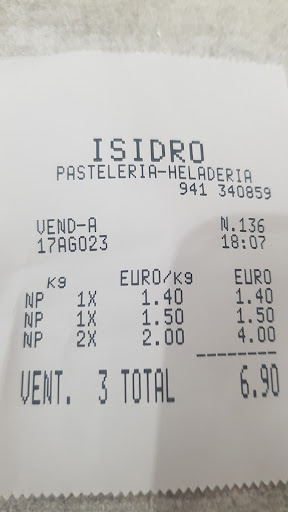 ISIDRO
PASTELERIA-HELADERIA
941 340859
VEND-A N.136
17AGO23 18:07
K9 EURO/K9 EURO
NP 1X 1.40 1.40
NP 1X 1.50 1.50
NP 2X 2.00 4.00
VENT. 3 TOTAL 6.90